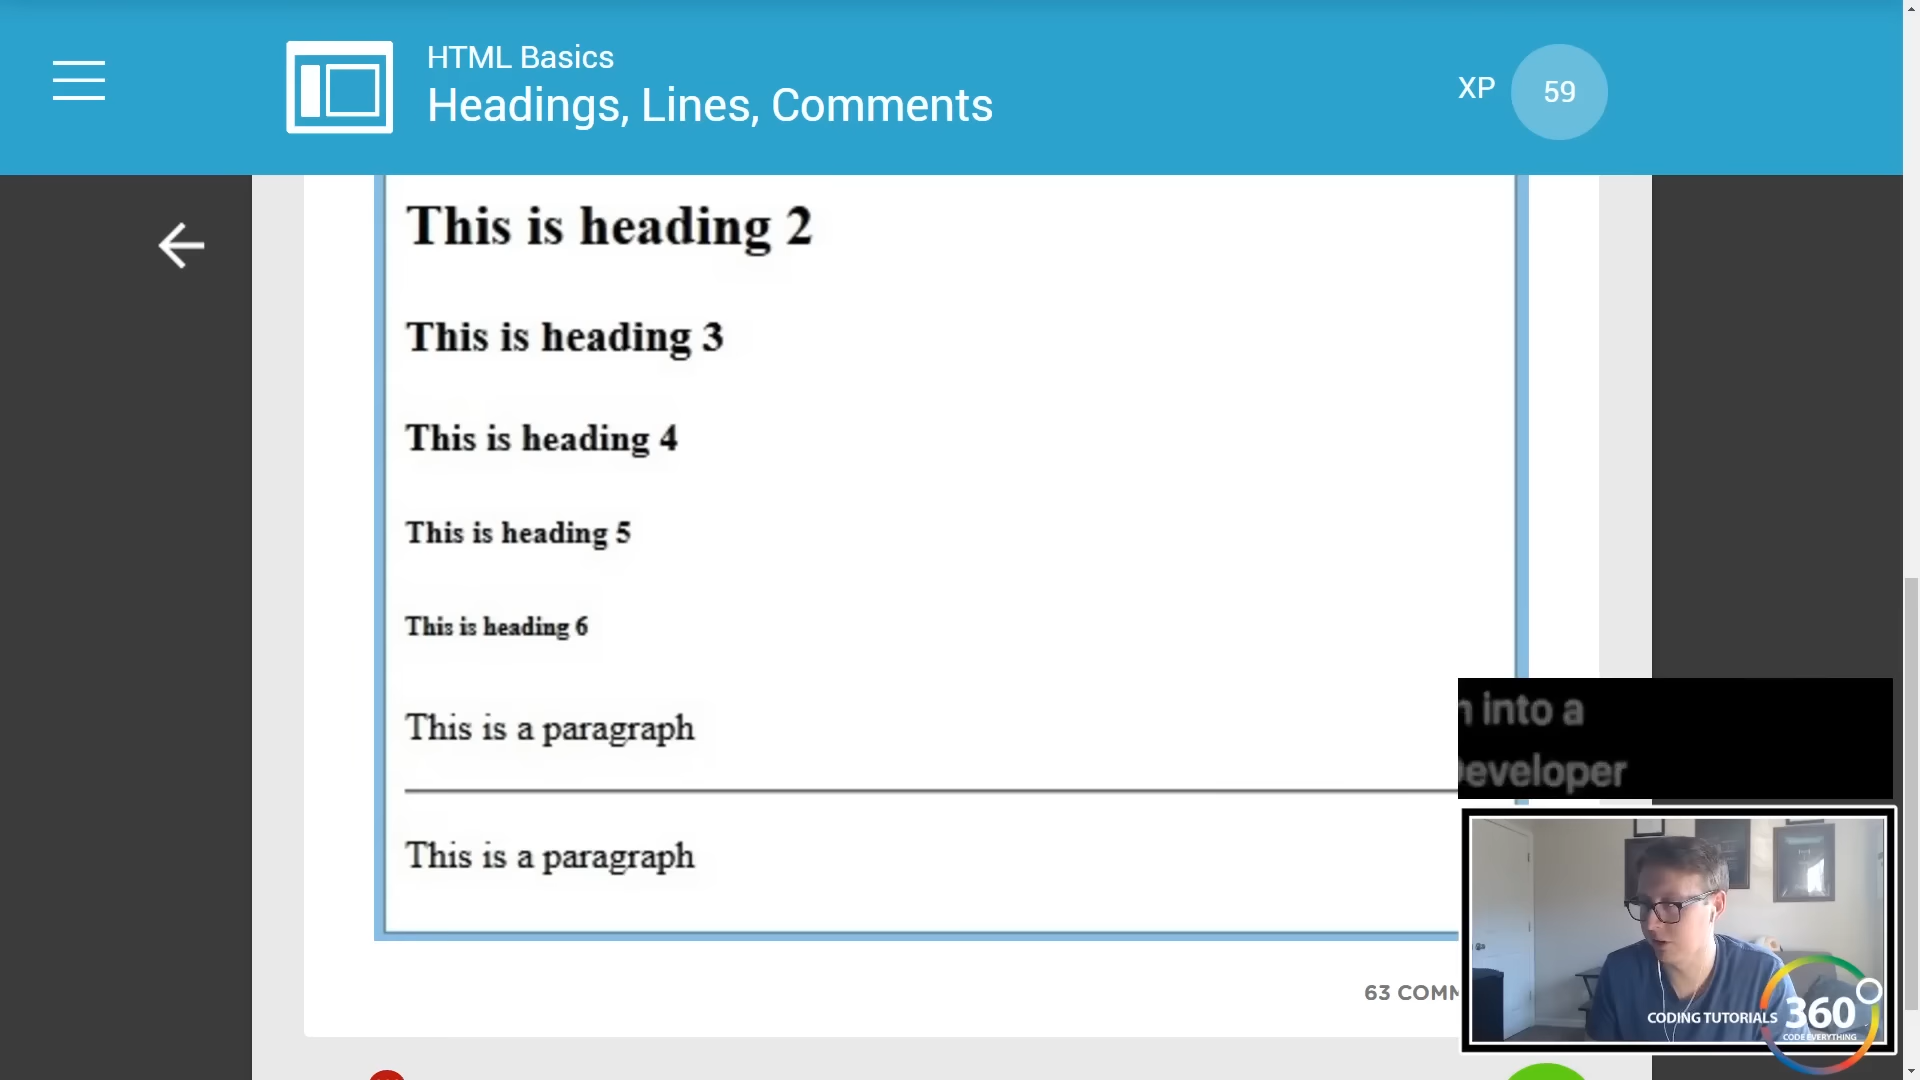 HTML Basics
Headings, Lines, Comments
XP 59
This is heading 2
This is heading 3
This is heading 4
This is heading 5
This is heading 6
This is a paragraph
This is a paragraph
into a
eveloper
63 COMM
CODING TUTORIALS 360
CODE EVERYTHING